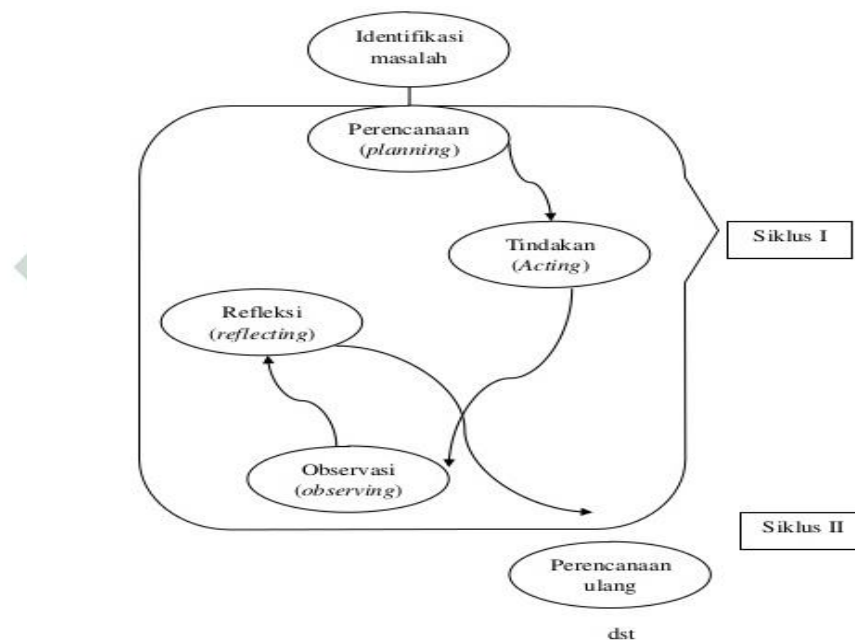 Identifikasi
masalah
Perencanaan
(planning)
Tindakan
(Acting)
Siklus I
Refleksi
(reflecting)
Observasi
(observing)
Siklus II
Perencanaan
ulang
dst